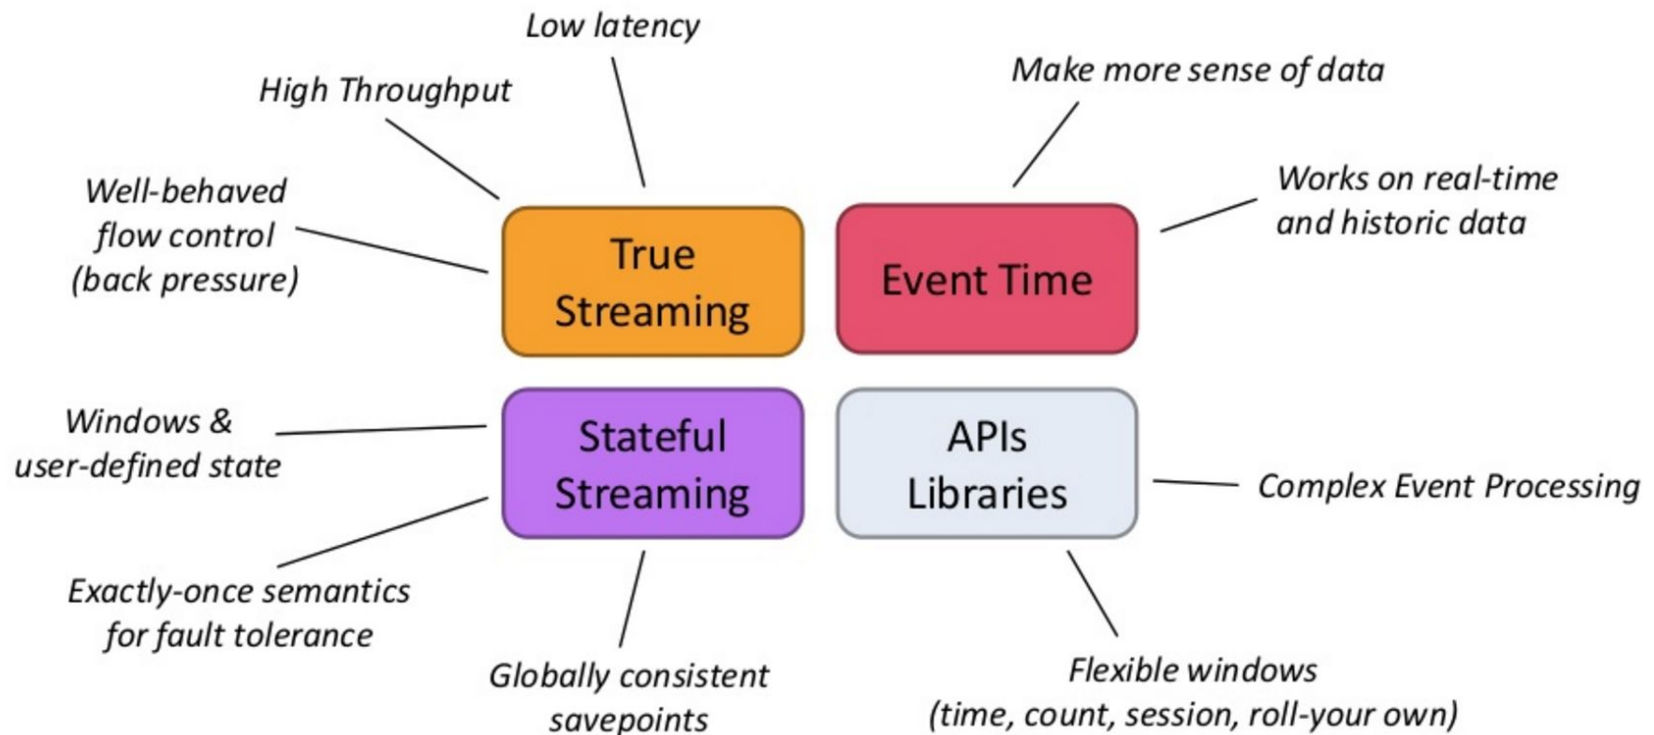 Low latency
High Throughput
Make more sense of data
Well-behaved
flow control
(back pressure)
Works on real-time
and historic data
True
Streaming
Event Time
Windows &
user-defined state
Stateful
Streaming
APIs
Libraries
Complex Event Processing
Exactly-once semantics
for fault tolerance
Globally consistent
savepoints
Flexible windows
(time, count, session, roll-your own)